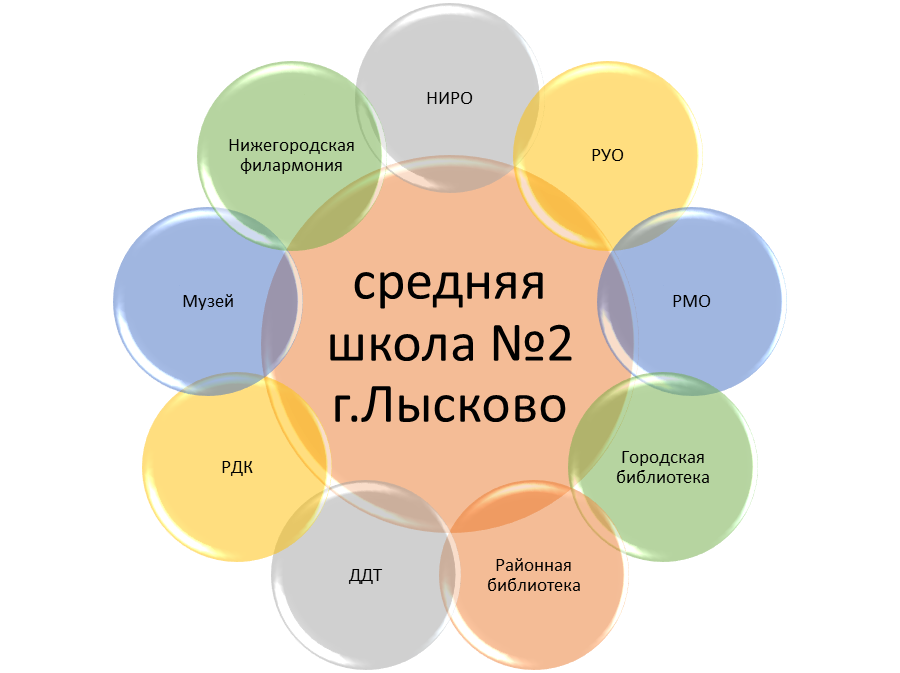 НИРО
РУО
РМО
Городская
библиотека
Районная
библиотека
ДДТ
РДК
Музей
Нижегородская
филармония
средняя
школа №2
г.Лысково